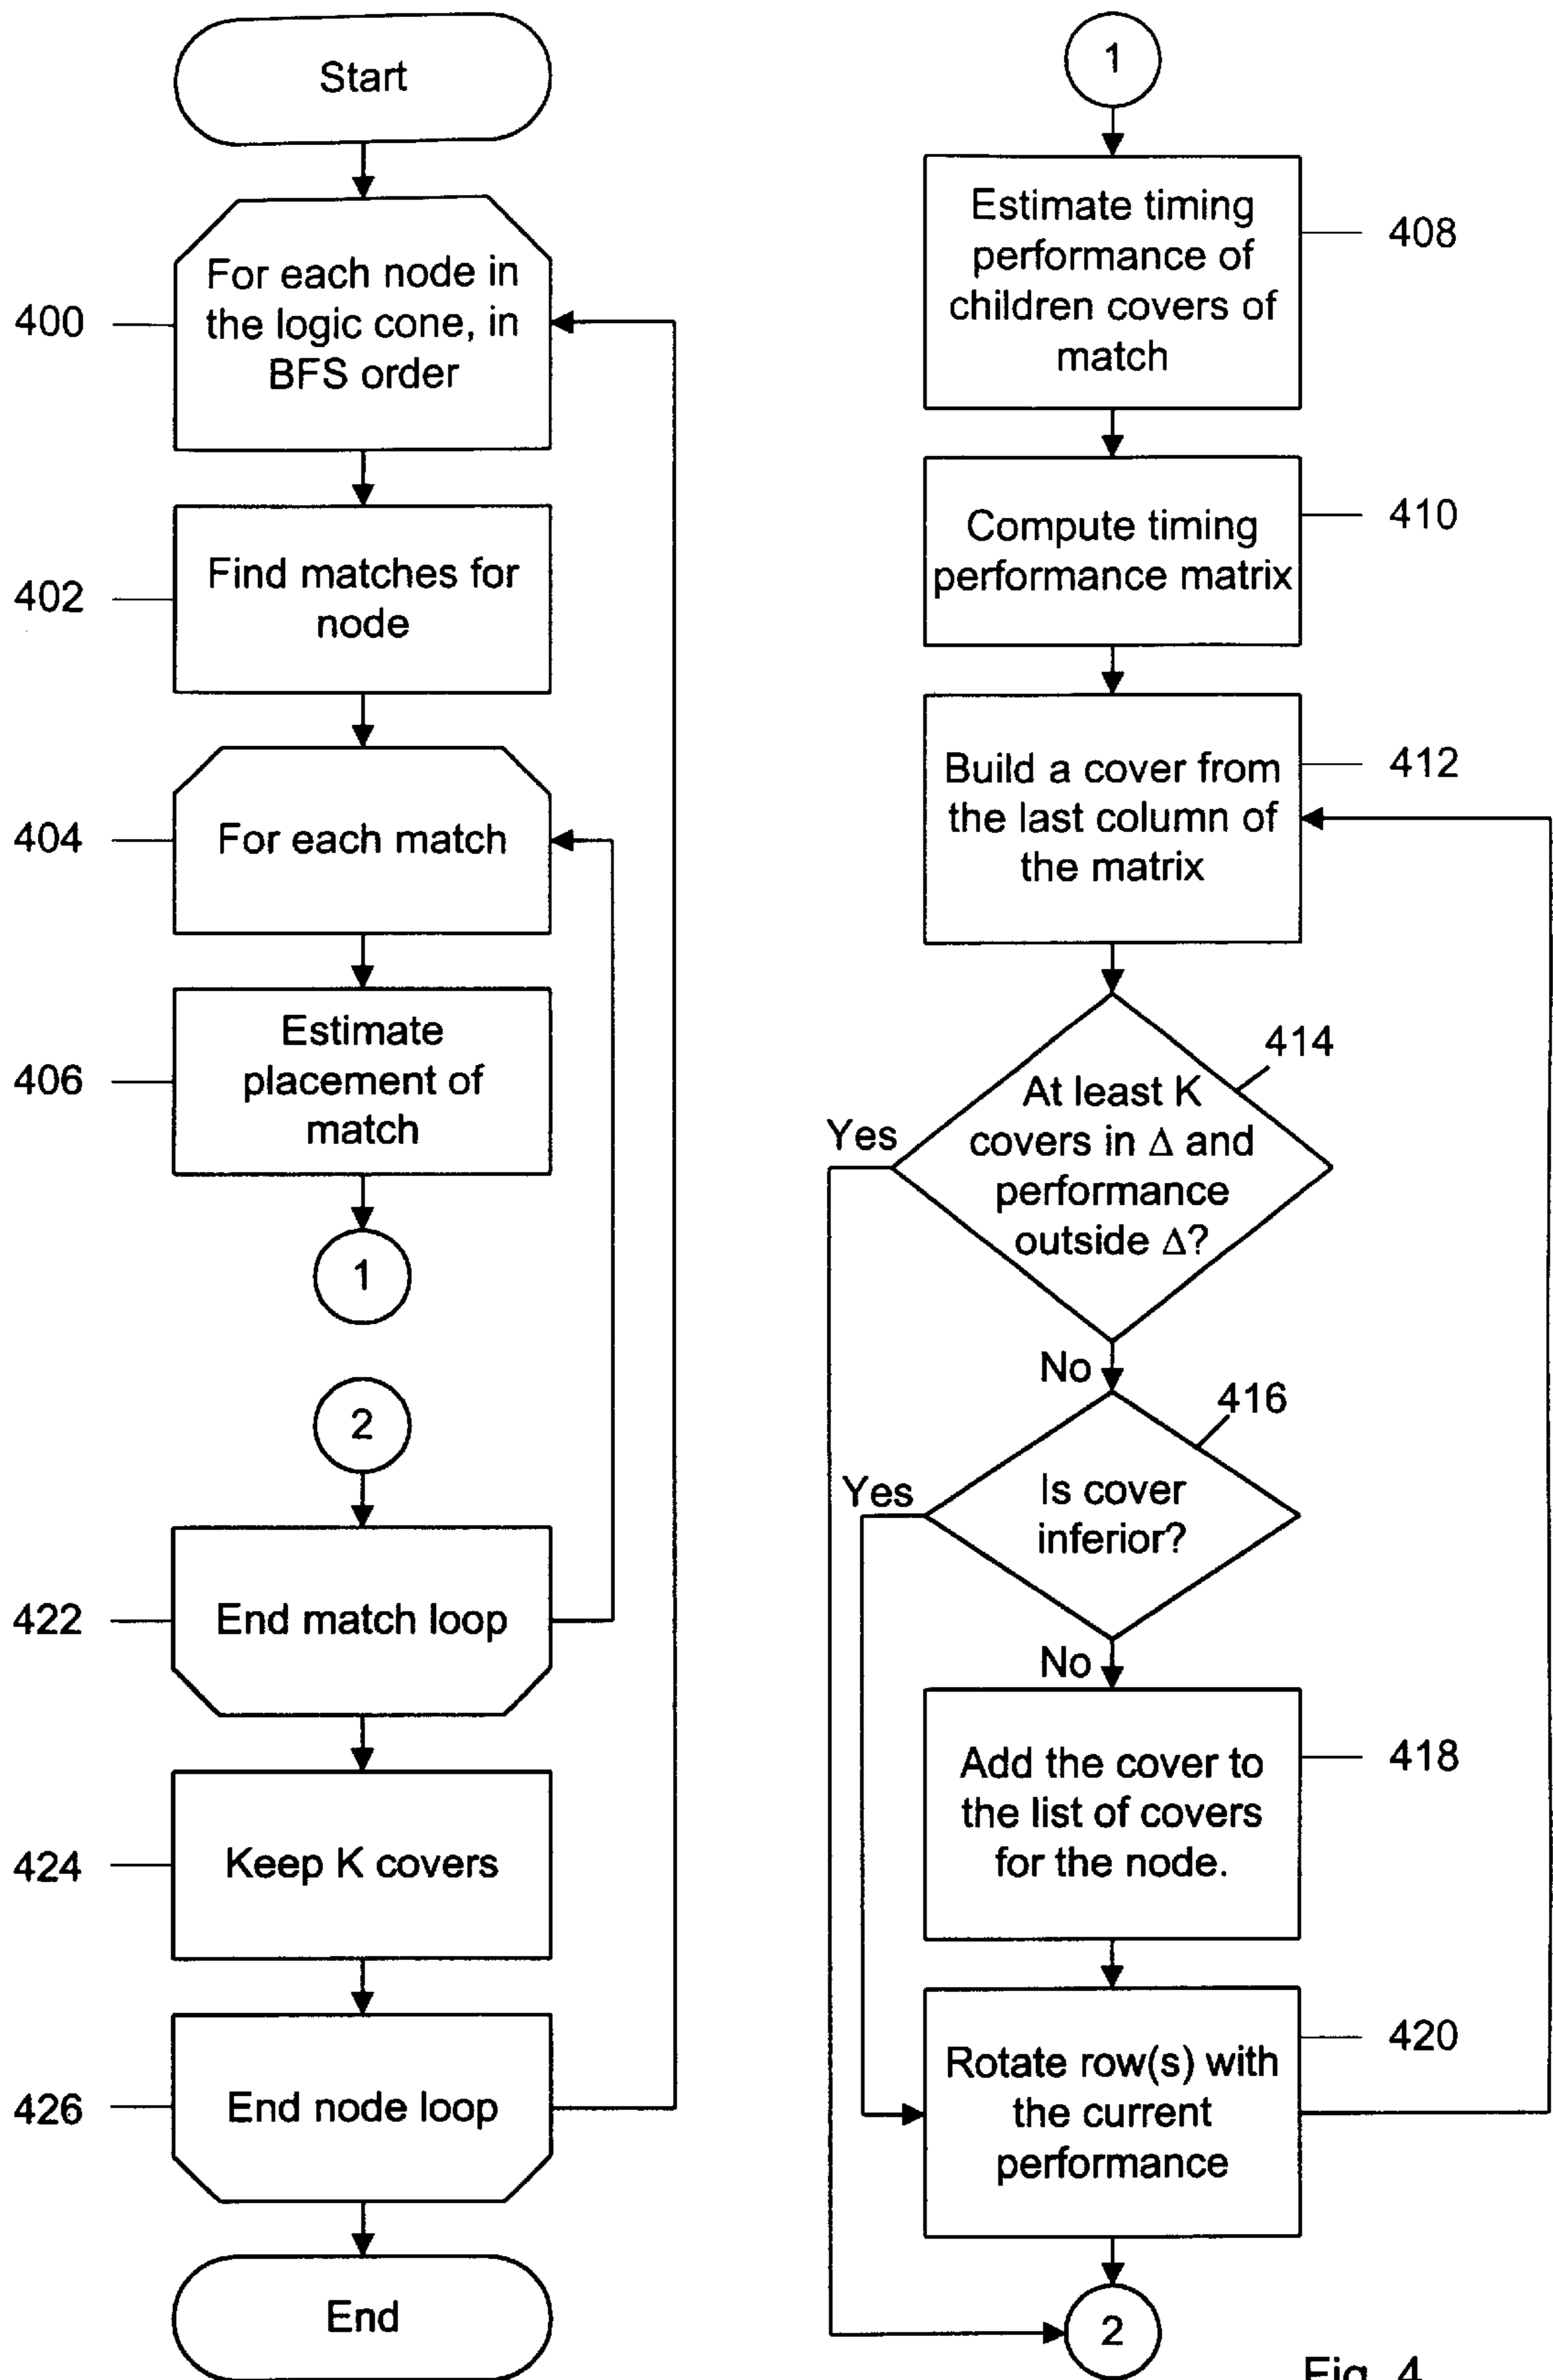 Start
400
For each node in
the logic cone, in
BFS order
402
Find matches for
node
404
For each match
406
Estimate
placement of
match
1
2
422
End match loop
424
Keep K covers
426
End node loop
End
1
Estimate timing
performance of
children covers of
match
408
Compute timing
performance matrix
410
Build a cover from
the last column of
the matrix
412
At least K
covers in Δ and
performance
outside Δ?
414
Yes
No
Is cover
inferior?
416
Yes
No
Add the cover to
the list of covers
for the node.
418
Rotate row(s) with
the current
performance
420
2
Fig. 4